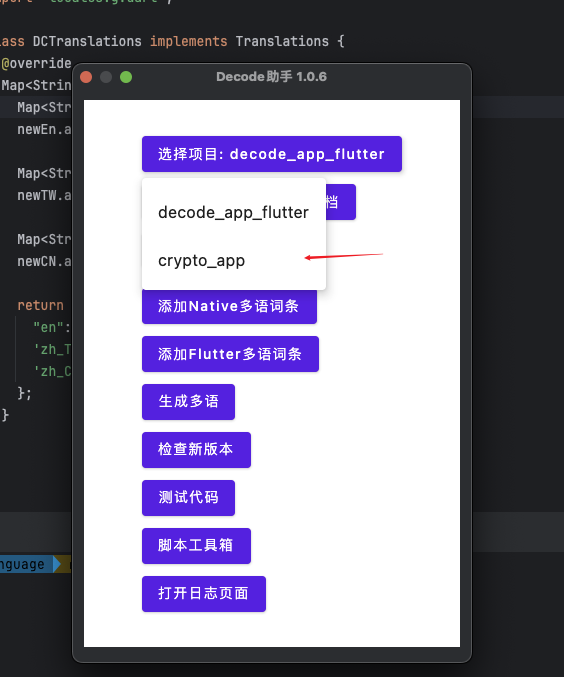 class DCTranslations implements Translations {
@override
Map<Strin
Decode助手 1.0.6
Map<Str
newEn.a
选择项目: decode_app_flutter
档
Map<Str
newTW.a
decode_app_flutter
Map<Str
newCN.a
crypto_app
return
添加Native多语词条
"en":
'zh_T
添加Flutter多语词条
'zh_C
};
}
生成多语
检查新版本
测试代码
脚本工具箱
nguage
打开日志页面